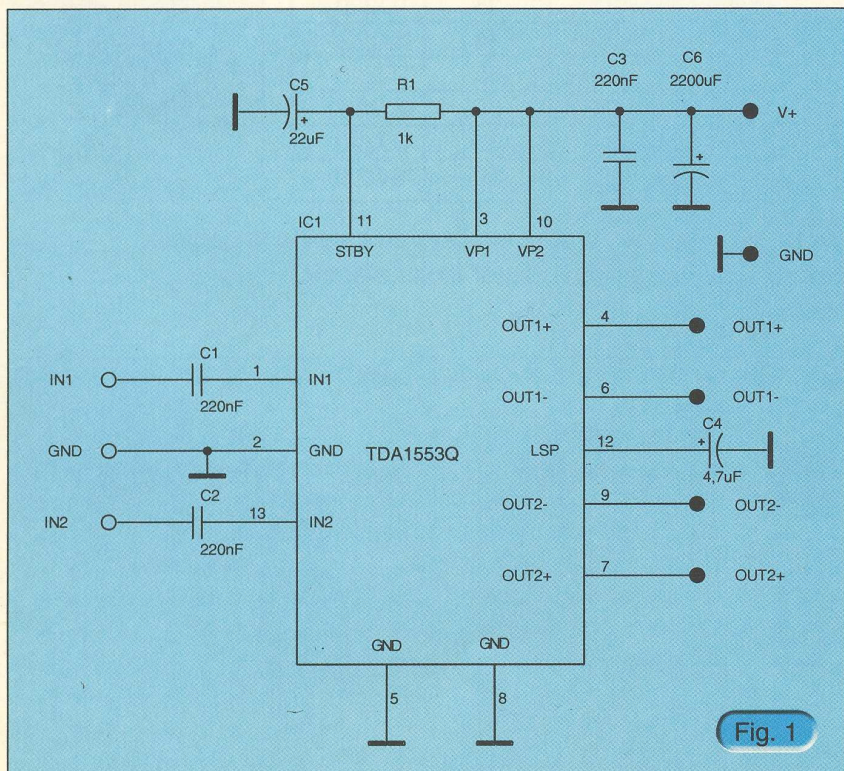 C3
C6
220nF
2200uF
C5
R1
V+
+
+
22uF
1k
IC1
11
3
10
STBY
VP1
VP2
GND
4
OUT1+
OUT1+
C1
IN1
1
IN1
6
OUT1-
OUT1-
220nF
C4
GND
2
GND
TDA1553Q
LSP
12
+
4,7uF
C2
IN2
13
IN2
9
OUT2-
OUT2-
220nF
7
OUT2+
OUT2+
GND
GND
5
8
Fig. 1